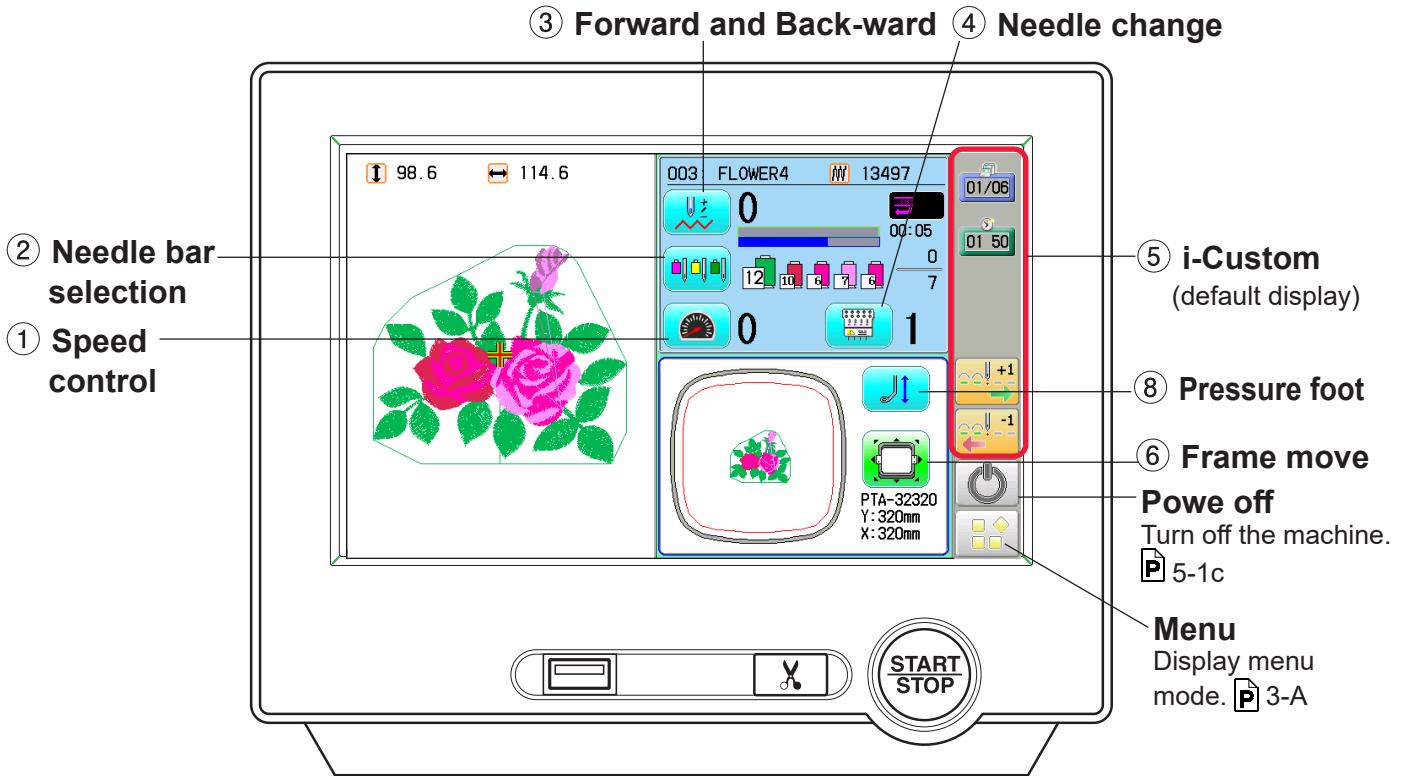 ③ Forward and Back-ward
④ Needle change
② Needle bar
selection
① Speed
control
98.6
114.6
003: FLOWER4
13497
0
00:05
12
10
6
7
6
0
7
0
1
PTA-32320
Y:320mm
X:320mm
01/06
01 50
+1
-1
⑤ i-Custom
(default display)
⑧ Pressure foot
⑥ Frame move
Powe off
Turn off the machine.
P 5-1c
Menu
Display menu
mode. P 3-A
START
STOP